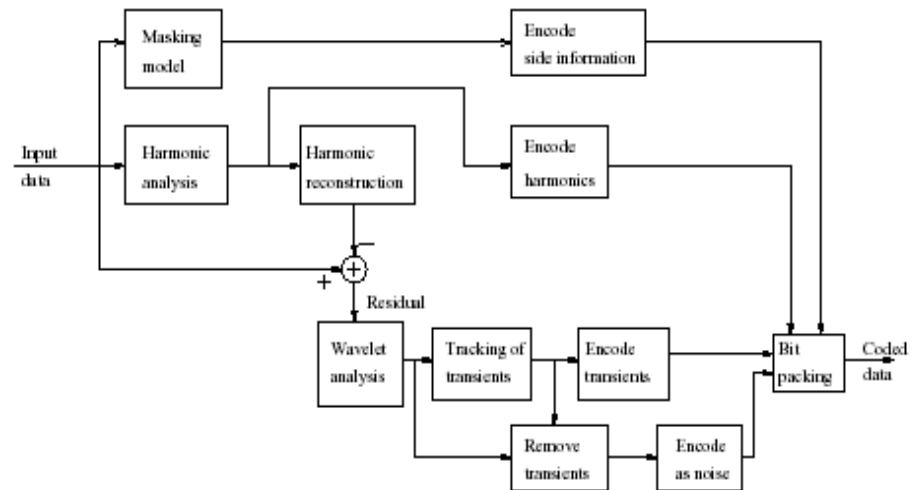 Masking
model
Encode
side information
Input
data
Harmonic
analysis
Harmonic
reconstruction
Encode
harmonics
−
+
+
Residual
Wavelet
analysis
Tracking of
transients
Encode
transients
Bit
packing
Coded
data
Remove
transients
Encode
as noise